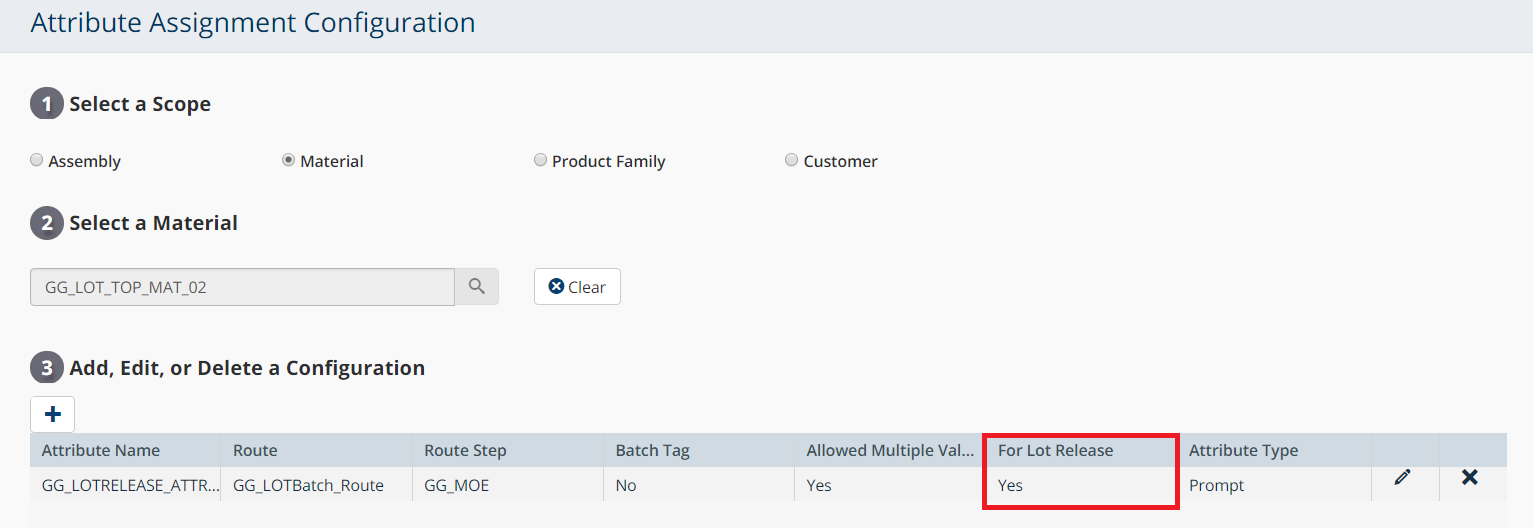 Attribute Assignment Configuration
1 Select a Scope
Assembly Material Product Family Customer
2 Select a Material
GG_LOT_TOP_MAT_02 Clear
3 Add, Edit, or Delete a Configuration
Attribute Name Route Route Step Batch Tag Allowed Multiple Val... For Lot Release Attribute Type
GG_LOTRELEASE_ATTR... GG_LOTBatch_Route GG_MOE No Yes Yes Prompt